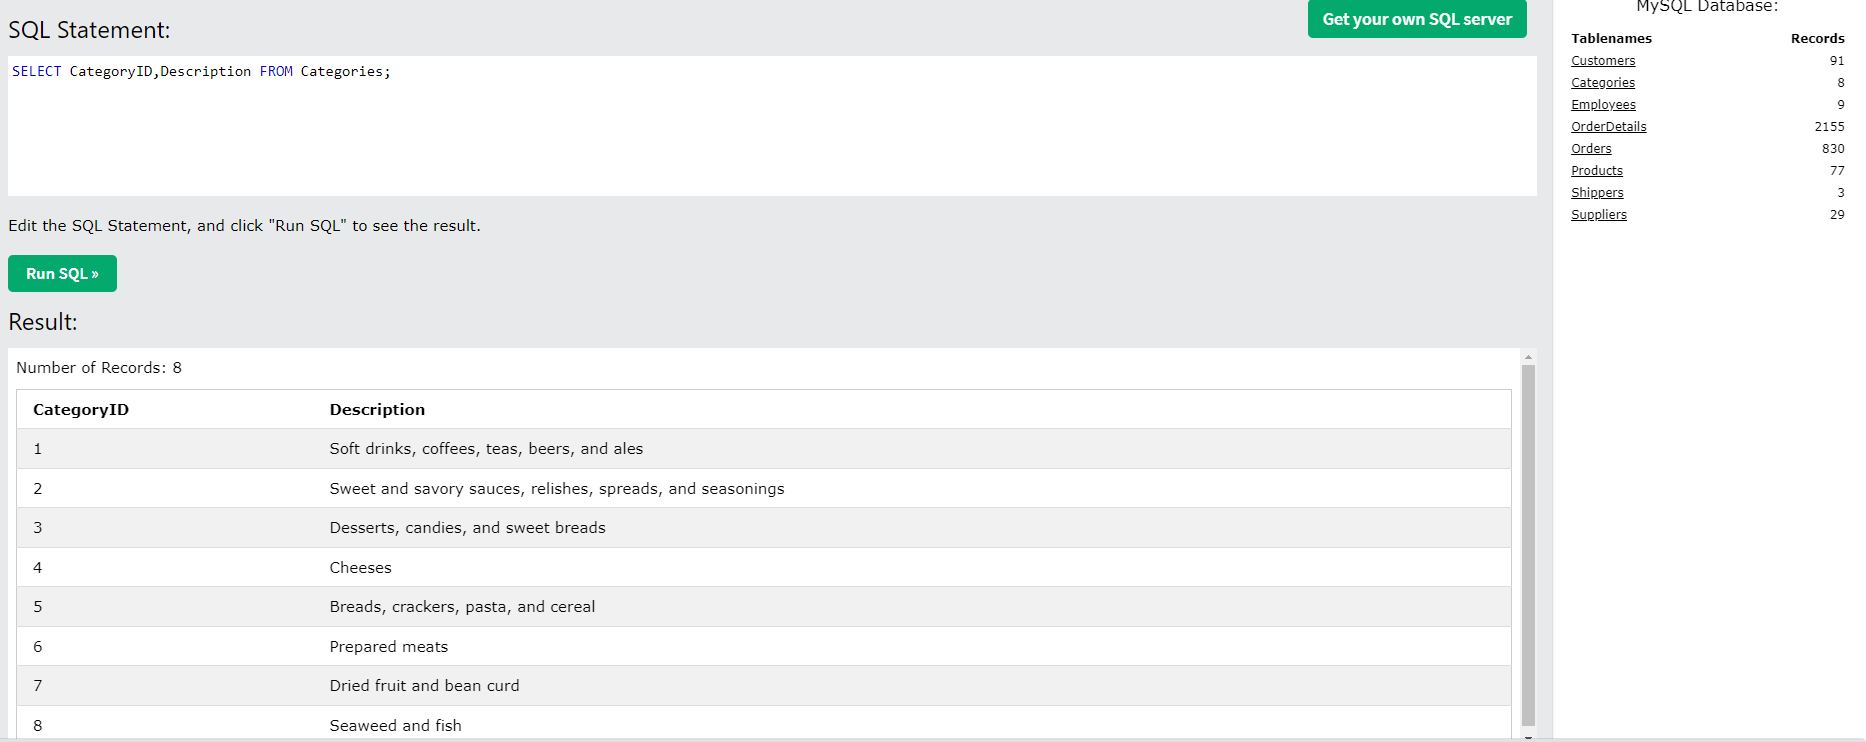 SQL Statement:
Get your own SQL server
SELECT CategoryID,Description FROM Categories;
Edit the SQL Statement, and click "Run SQL" to see the result.
Run SQL »
Result:
Number of Records: 8
CategoryID Description
1 Soft drinks, coffees, teas, beers, and ales
2 Sweet and savory sauces, relishes, spreads, and seasonings
3 Desserts, candies, and sweet breads
4 Cheeses
5 Breads, crackers, pasta, and cereal
6 Prepared meats
7 Dried fruit and bean curd
8 Seaweed and fish
MySQL Database:
Tablenames Records
Customers 91
Categories 8
Employees 9
OrderDetails 2155
Orders 830
Products 77
Shippers 3
Suppliers 29